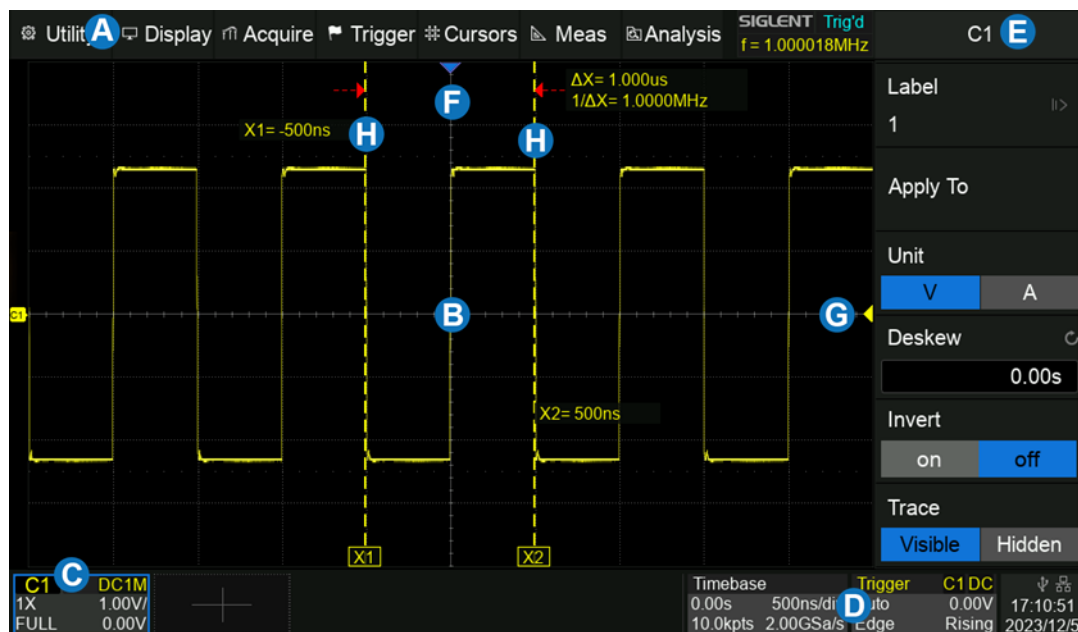 Utility A Display Acquire Trigger Cursors Meas Analysis
SIGLENT Trig'd
f = 1.000018MHz
C1 E
ΔX= 1.000us
1/ΔX= 1.0000MHz
F
X1= -500ns H H
Label
1
Apply To
Unit
V A
C1 B G
Deskew
0.00s
X2= 500ns
Invert
on off
Trace
Visible Hidden
X1 X2
C1 C DC1M
1X 1.00V/
FULL 0.00V
Timebase
0.00s 500ns/div
10.0kpts 2.00GSa/s
D
Trigger C1 DC
Auto 0.00V
Edge Rising
17:10:51
2023/12/5